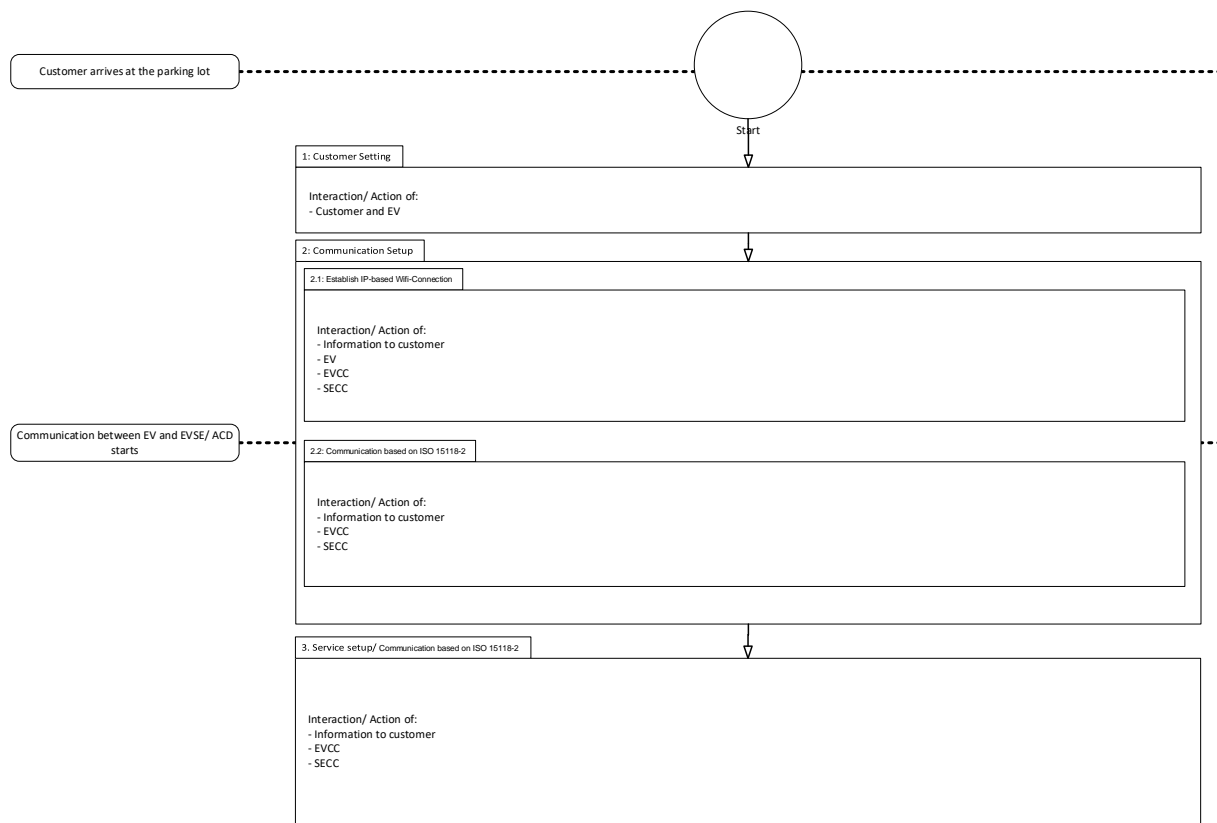 Customer arrives at the parking lot
Start
1: Customer Setting
Interaction/ Action of:
- Customer and EV
2: Communication Setup
2.1: Establish IP-based Wifi-Connection
Interaction/ Action of:
- Information to customer
- EV
- EVCC
- SECC
Communication between EV and EVSE/ ACD
starts
2.2: Communication based on ISO 15118-2
Interaction/ Action of:
- Information to customer
- EVCC
- SECC
3. Service setup/ Communication based on ISO 15118-2
Interaction/ Action of:
- Information to customer
- EVCC
- SECC